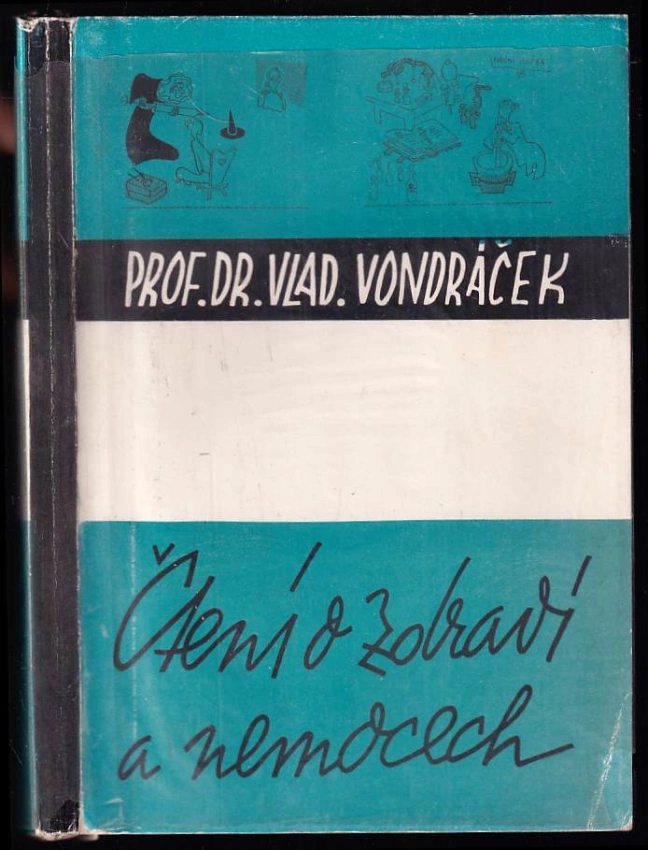 PROF. DR. VLAD. VONDRÁČEK
Čtení o zdraví
a nemocech